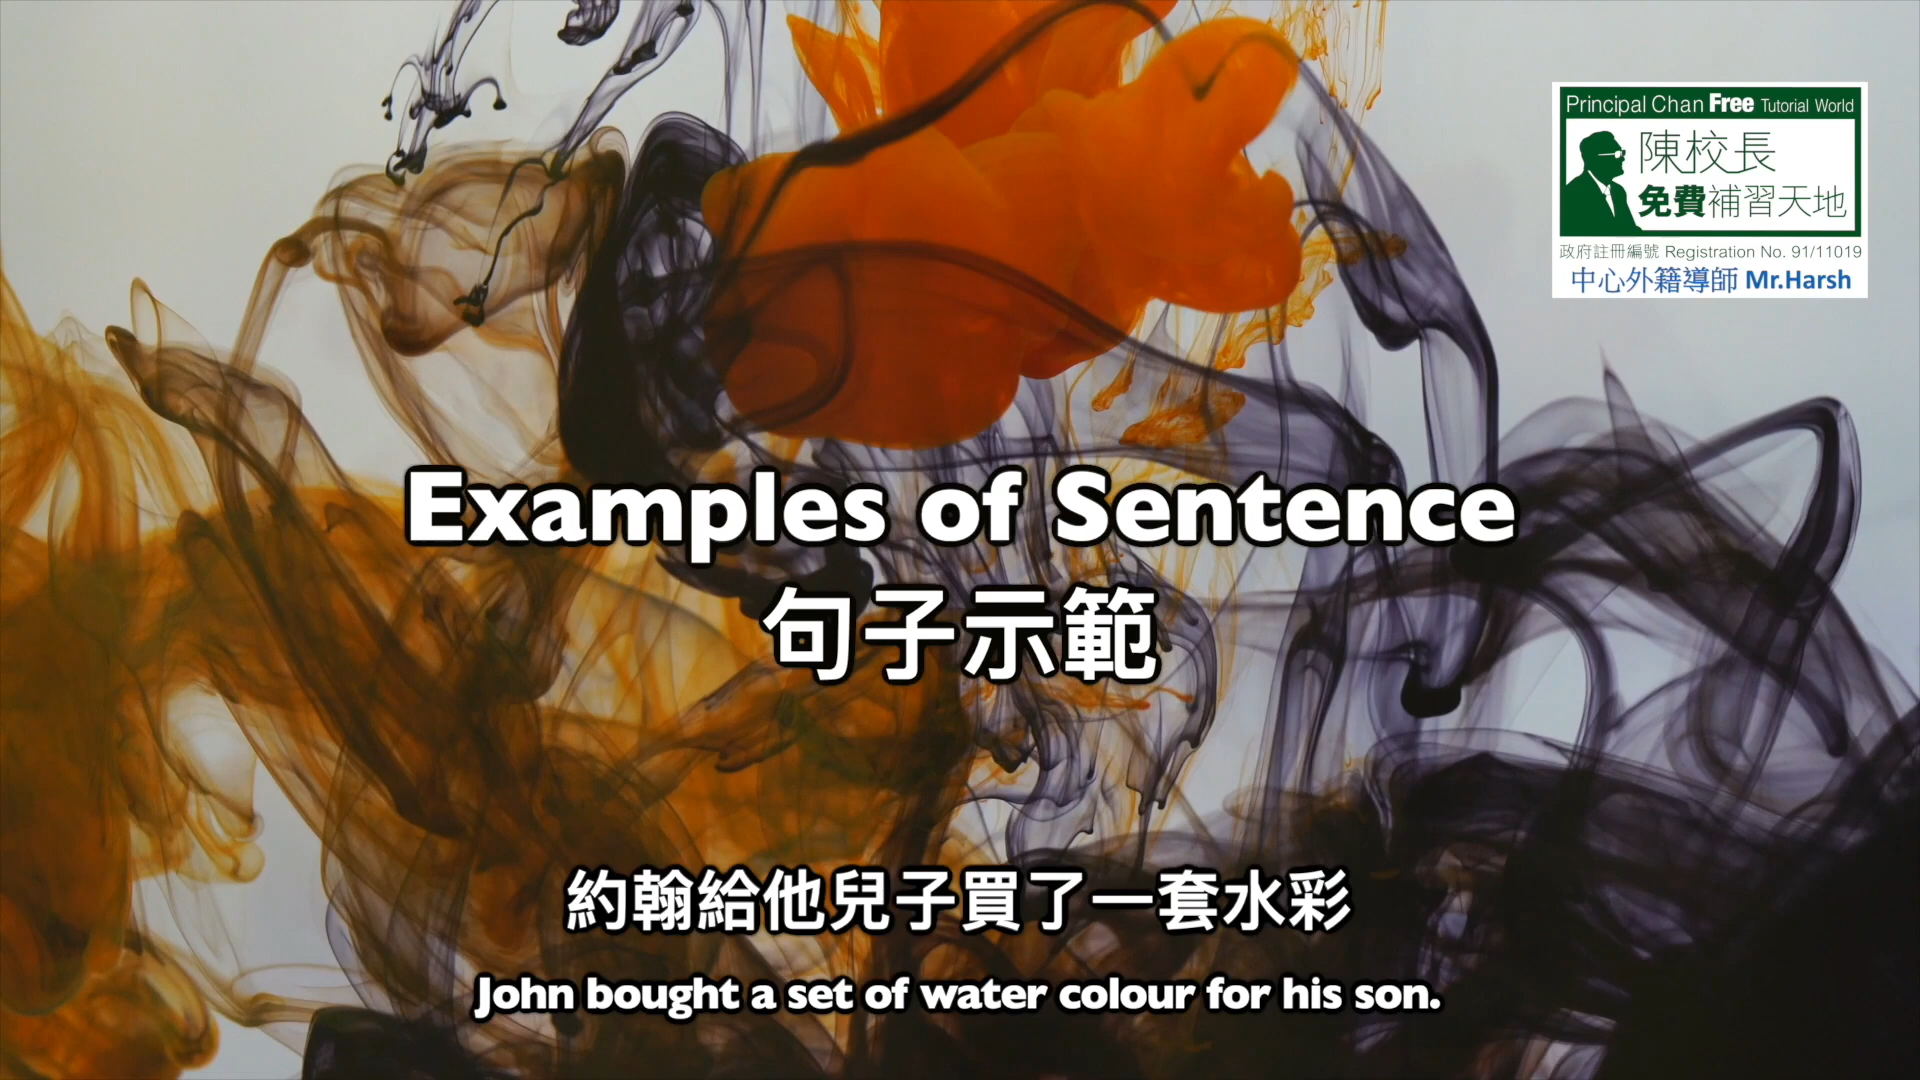 Principal Chan Free Tutorial World
陳校長
免費補習天地
政府註冊編號 Registration No. 91/11019
中心外籍導師 Mr.Harsh
Examples of Sentence
句子示範
約翰給他兒子買了一套水彩
John bought a set of water colour for his son.